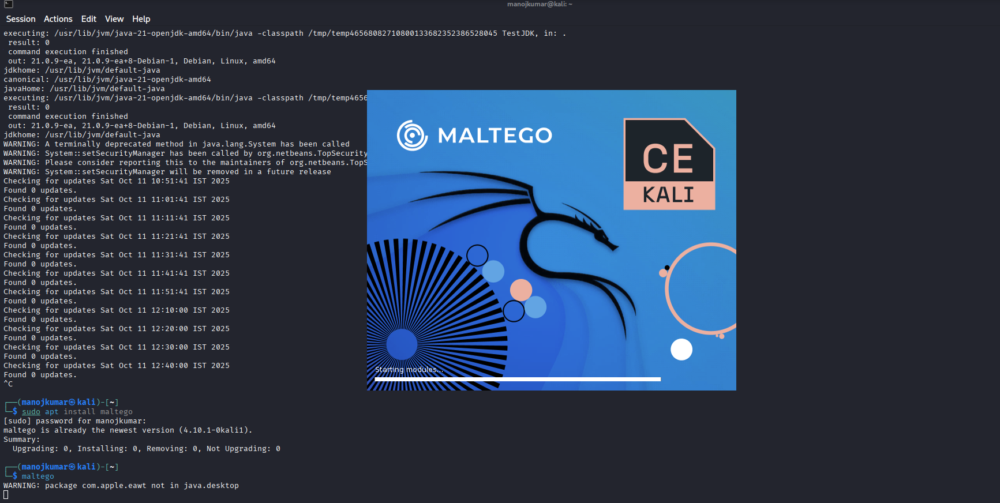 manojkumar@kali: ~
Session Actions Edit View Help
executing: /usr/lib/jvm/java-21-openjdk-amd64/bin/java -classpath /tmp/temp4656808271080013368235238652​8045 TestJDK, in: .
result: 0
command execution finished
out: 21.0.9-ea, 21.0.9-ea+8-Debian-1, Debian, Linux, amd64
jdkhome: /usr/lib/jvm/default-java
canonical: /usr/lib/jvm/java-21-openjdk-amd64
javaHome: /usr/lib/jvm/default-java
executing: /usr/lib/jvm/java-21-openjdk-amd64/bin/java -classpath /tmp/temp4656
result: 0
command execution finished
out: 21.0.9-ea, 21.0.9-ea+8-Debian-1, Debian, Linux, amd64
jdkhome: /usr/lib/jvm/default-java
WARNING: A terminally deprecated method in java.lang.System has been called
WARNING: System::setSecurityManager has been called by org.netbeans.TopSecurity
WARNING: Please consider reporting this to the maintainers of org.netbeans.TopS
WARNING: System::setSecurityManager will be removed in a future release
Checking for updates Sat Oct 11 10:51:41 IST 2025
Found 0 updates.
Checking for updates Sat Oct 11 11:01:41 IST 2025
Found 0 updates.
Checking for updates Sat Oct 11 11:11:41 IST 2025
Found 0 updates.
Checking for updates Sat Oct 11 11:21:41 IST 2025
Found 0 updates.
Checking for updates Sat Oct 11 11:31:41 IST 2025
Found 0 updates.
Checking for updates Sat Oct 11 11:41:41 IST 2025
Found 0 updates.
Checking for updates Sat Oct 11 11:51:41 IST 2025
Found 0 updates.
Checking for updates Sat Oct 11 12:10:00 IST 2025
Found 0 updates.
Checking for updates Sat Oct 11 12:20:00 IST 2025
Found 0 updates.
Checking for updates Sat Oct 11 12:30:00 IST 2025
Found 0 updates.
Checking for updates Sat Oct 11 12:40:00 IST 2025
Found 0 updates.
^C
┌──(manojkumar㉿kali)-[~]
└─$ sudo apt install maltego
[sudo] password for manojkumar:
maltego is already the newest version (4.10.1-0kali1).
Summary:
Upgrading: 0, Installing: 0, Removing: 0, Not Upgrading: 0
┌──(manojkumar㉿kali)-[~]
└─$ maltego
WARNING: package com.apple.eawt not in java.desktop
MALTEGO
CE
KALI
Starting modules...